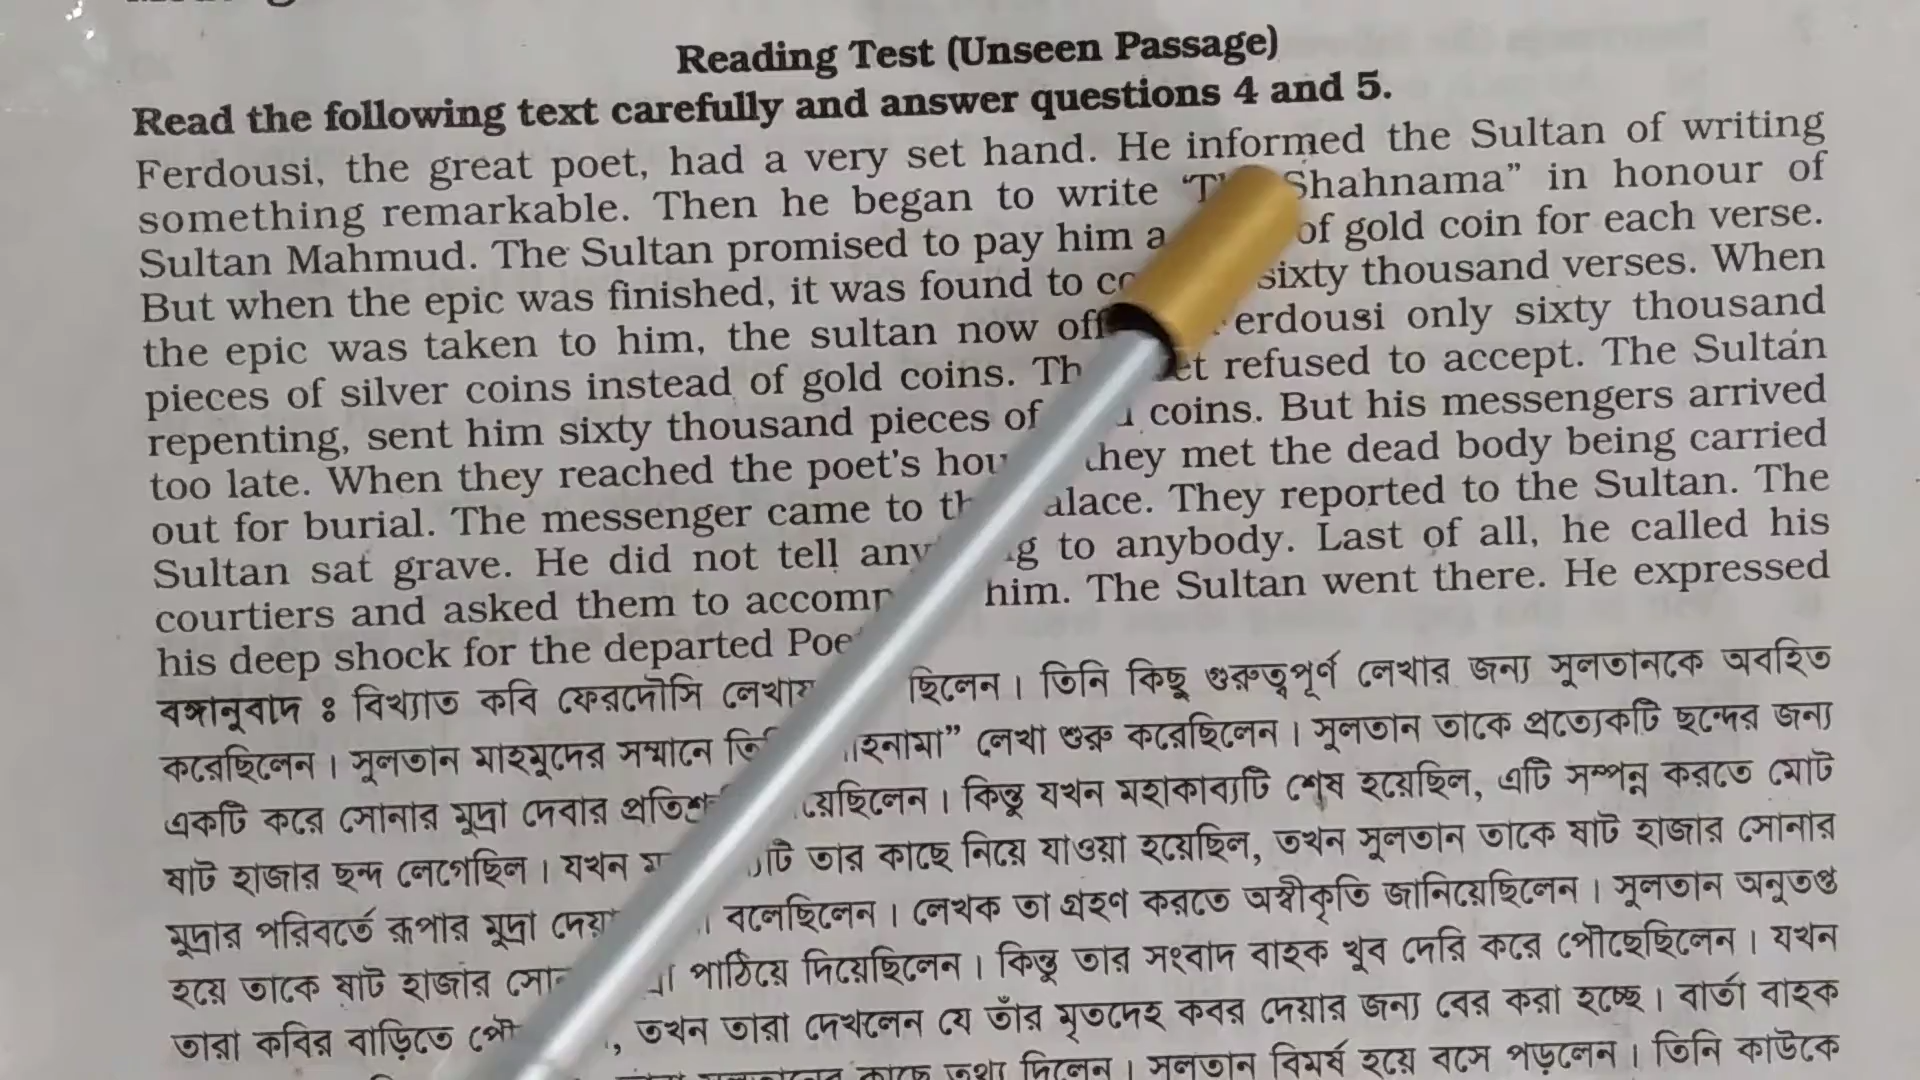 Reading Test (Unseen Passage)
Read the following text carefully and answer questions 4 and 5.
Ferdousi, the great poet, had a very set hand. He informed the Sultan of writing
something remarkable. Then he began to write Shahnama” in honour of
Sultan Mahmud. The Sultan promised to pay him a of gold coin for each verse.
But when the epic was finished, it was found to sixty thousand verses. When
the epic was taken to him, the sultan now only sixty thousand
pieces of silver coins instead of gold coins. refused to accept. The Sultan
repenting, sent him sixty thousand pieces of coins. But his messengers arrived
too late. When they reached the poet's they met the dead body being carried
out for burial. The messenger came to They reported to the Sultan. The
Sultan sat grave. He did not tell to anybody. Last of all, he called his
courtiers and asked them to him. The Sultan went there. He expressed
his deep shock for the departed
বঙ্গানুবাদ ঃ বিখ্যাত কবি ফেরদৌসি ছিলেন। তিনি কিছু গুরুত্বপূর্ণ লেখার জন্য সুলতানকে অবহিত
করেছিলেন। সুলতান মাহমুদের সম্মানে লেখা শুরু করেছিলেন। সুলতান তাকে প্রত্যেকটি ছন্দের জন্য
একটি করে সোনার মুদ্রা দেবার কিন্তু যখন মহাকাব্যটি শেষ হয়েছিল, এটি সম্পন্ন করতে মোট
ষাট হাজার ছন্দ লেগেছিল। যখন তার কাছে নিয়ে যাওয়া হয়েছিল, তখন সুলতান তাকে ষাট হাজার সোনার
মুদ্রার পরিবর্তে রূপার মুদ্রা বলেছিলেন। লেখক তা গ্রহণ করতে অস্বীকৃতি জানিয়েছিলেন। সুলতান অনুতপ্ত
হয়ে তাকে ষাট হাজার পাঠিয়ে দিয়েছিলেন। কিন্তু তার সংবাদ বাহক খুব দেরি করে পৌছেছিলেন। যখন
তারা কবির বাড়িতে তখন তারা দেখলেন যে তাঁর মৃতদেহ কবর দেয়ার জন্য বের করা হচ্ছে। বার্তা বাহক
কাছে তথ্য দিলেন। সুলতান বিমর্ষ হয়ে বসে পড়লেন। তিনি কাউকে